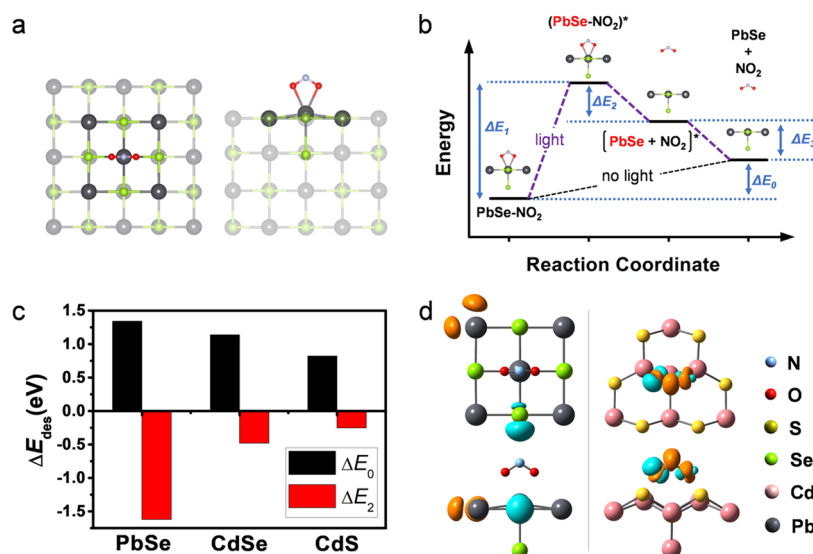 a
b
(PbSe-NO₂)*
PbSe
+
NO₂
Energy
ΔE₁
ΔE₂
light
[PbSe + NO₂]*
ΔE₃
no light
ΔE₀
PbSe-NO₂
Reaction Coordinate
c
d
ΔE_des (eV)
1.5
1.0
0.5
0.0
-0.5
-1.0
-1.5
ΔE₀
ΔE₂
PbSe CdSe CdS
N
O
S
Se
Cd
Pb